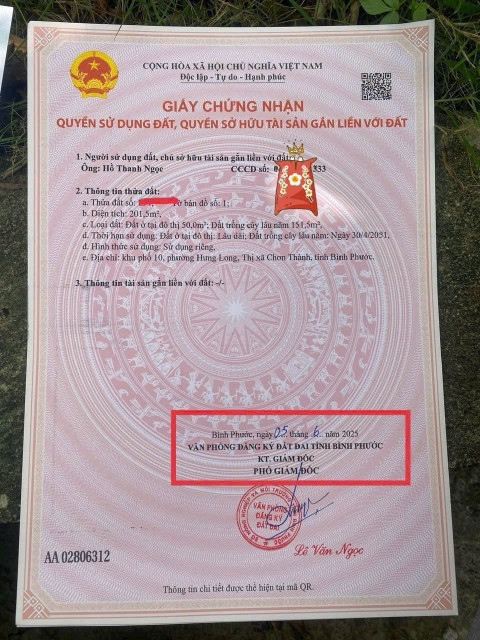 CỘNG HÒA XÃ HỘI CHỦ NGHĨA VIỆT NAM
Độc lập - Tự do - Hạnh phúc
GIẤY CHỨNG NHẬN
QUYỀN SỬ DỤNG ĐẤT, QUYỀN SỞ HỮU TÀI SẢN GẮN LIỀN VỚI ĐẤT
1. Người sử dụng đất, chủ sở hữu tài sản gắn liền với đất:
Ông: Hồ Thanh Ngọc CCCD số: 333
2. Thông tin thửa đất:
a. Thửa đất số: tờ bản đồ số: 1;
b. Diện tích: 201,5m²;
c. Loại đất: Đất ở tại đô thị 50,0m²; Đất trồng cây lâu năm 151,5m².
d. Thời hạn sử dụng: Đất ở tại đô thị: Lâu dài; Đất trồng cây lâu năm: Ngày 30/4/2031.
đ. Hình thức sử dụng: Sử dụng riêng,
e. Địa chỉ: khu phố 10, phường Hưng Long, Thị xã Chơn Thành, tỉnh Bình Phước.
3. Thông tin tài sản gắn liền với đất: -/-
Bình Phước, ngày 05 tháng 6 năm 2025
VĂN PHÒNG ĐĂNG KÝ ĐẤT ĐAI TỈNH BÌNH PHƯỚC
KT. GIÁM ĐỐC
PHÓ GIÁM ĐỐC
VĂN PHÒNG
ĐĂNG KÝ
ĐẤT ĐAI
Lê Văn Ngọc
AA 02806312
Thông tin chi tiết được thể hiện tại mã QR.